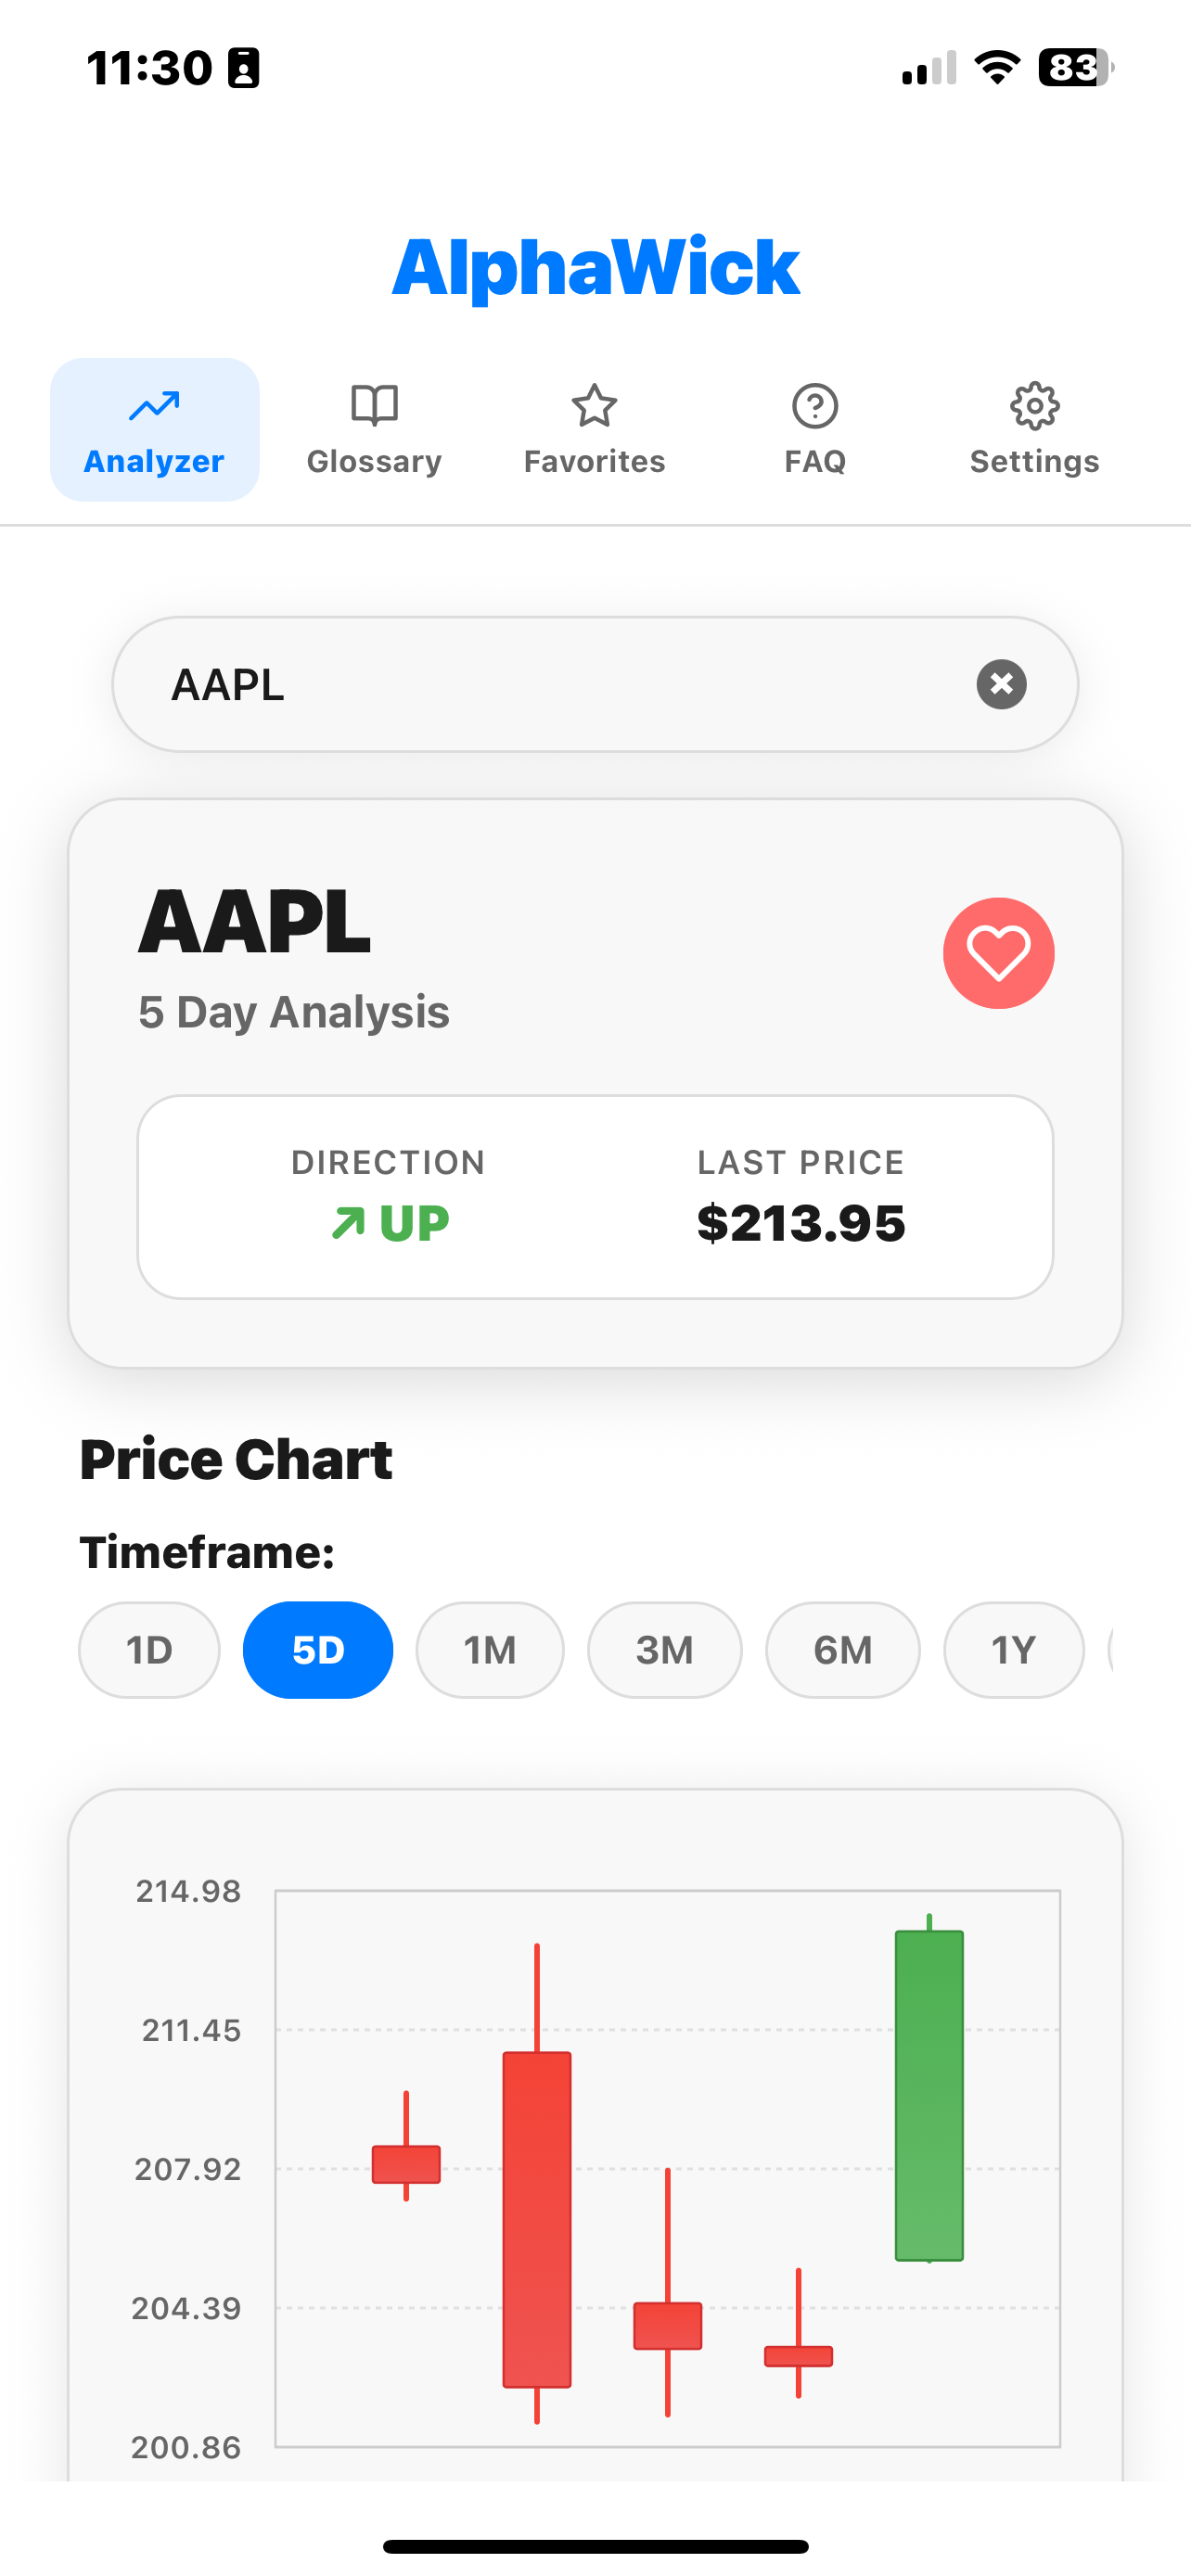 11:30
83
AlphaWick
Analyzer
Glossary
Favorites
FAQ
Settings
AAPL
AAPL
5 Day Analysis
DIRECTION
LAST PRICE
UP
$213.95
Price Chart
Timeframe:
1D
5D
1M
3M
6M
1Y
214.98
211.45
207.92
204.39
200.86